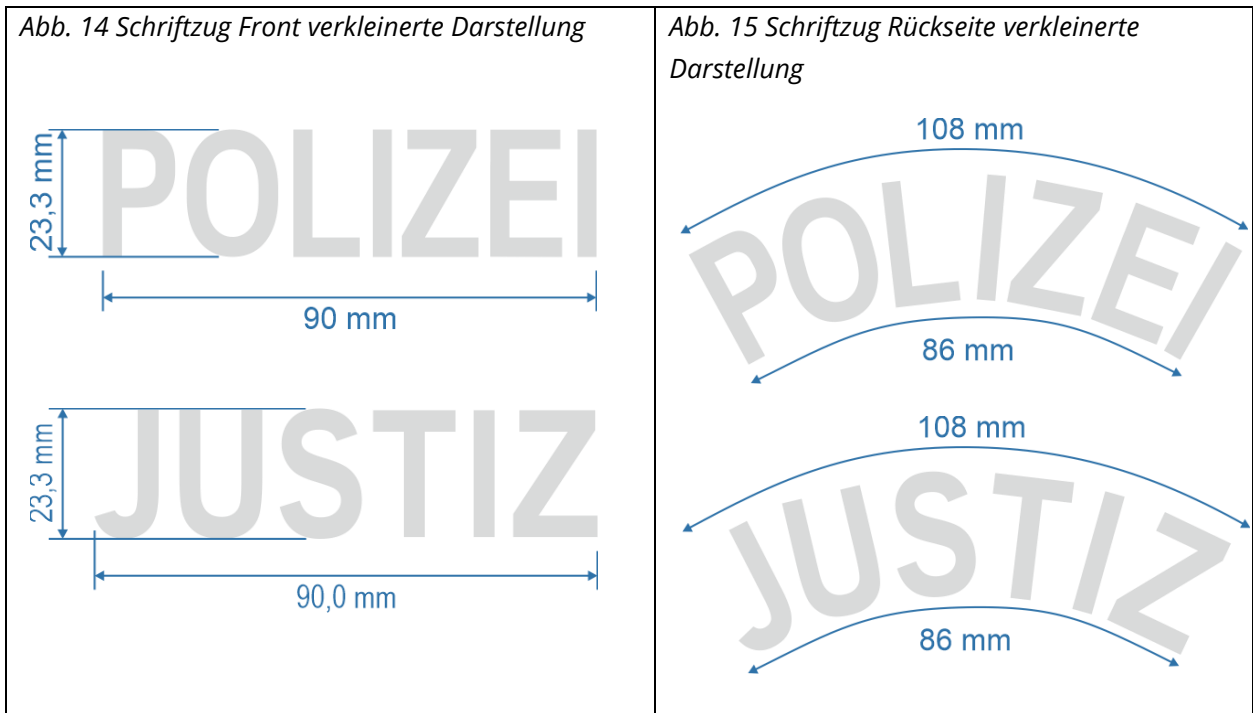 Abb. 14 Schriftzug Front verkleinerte Darstellung
23,3 mm
POLIZEI
90 mm
23,3 mm
JUSTIZ
90,0 mm
Abb. 15 Schriftzug Rückseite verkleinerte
Darstellung
108 mm
POLIZEI
86 mm
108 mm
JUSTIZ
86 mm